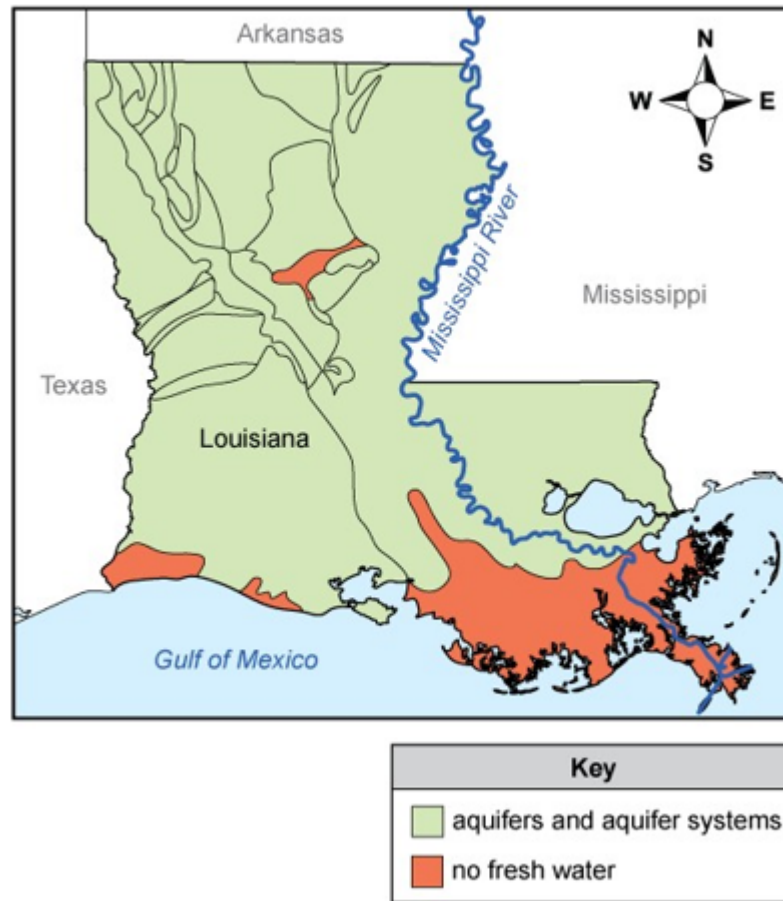 Arkansas
N
W
E
S
Mississippi River
Mississippi
Texas
Louisiana
Gulf of Mexico
Key
aquifers and aquifer systems
no fresh water